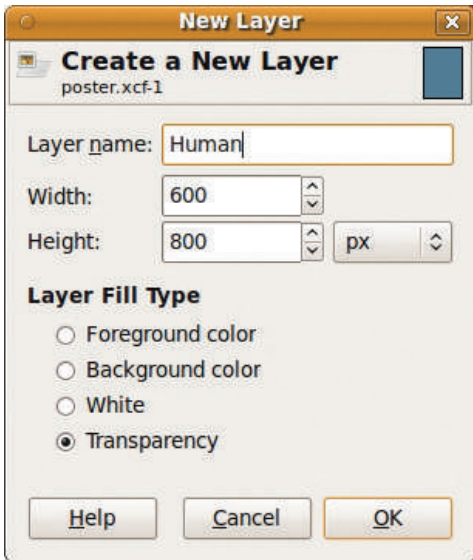 New Layer
Create a New Layer
poster.xcf-1
Layer name: Human
Width: 600
Height: 800 px
Layer Fill Type
Foreground color
Background color
White
Transparency
Help Cancel OK